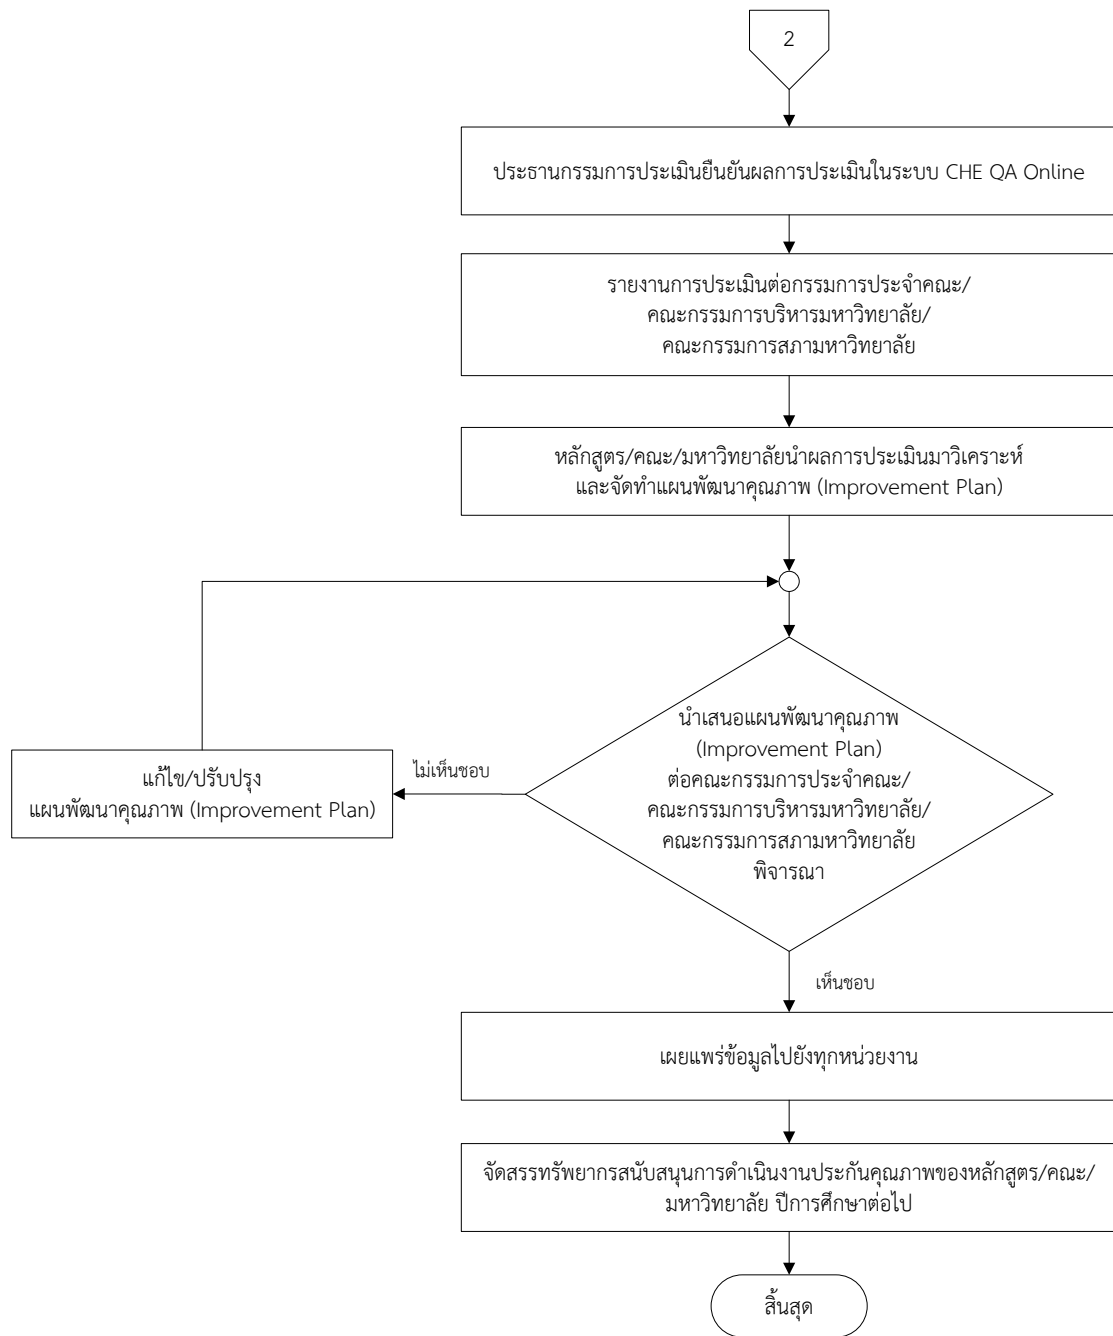 2
ประธานกรรมการประเมินยืนยันผลการประเมินในระบบ CHE QA Online
รายงานการประเมินต่อกรรมการประจำคณะ/
คณะกรรมการบริหารมหาวิทยาลัย/
คณะกรรมการสภามหาวิทยาลัย
หลักสูตร/คณะ/มหาวิทยาลัยนำผลการประเมินมาวิเคราะห์
และจัดทำแผนพัฒนาคุณภาพ (Improvement Plan)
นำเสนอแผนพัฒนาคุณภาพ
(Improvement Plan)
ต่อคณะกรรมการประจำคณะ/
คณะกรรมการบริหารมหาวิทยาลัย/
คณะกรรมการสภามหาวิทยาลัย
พิจารณา
ไม่เห็นชอบ
แก้ไข/ปรับปรุง
แผนพัฒนาคุณภาพ (Improvement Plan)
เห็นชอบ
เผยแพร่ข้อมูลไปยังทุกหน่วยงาน
จัดสรรทรัพยากรสนับสนุนการดำเนินงานประกันคุณภาพของหลักสูตร/คณะ/
มหาวิทยาลัย ปีการศึกษาต่อไป
สิ้นสุด